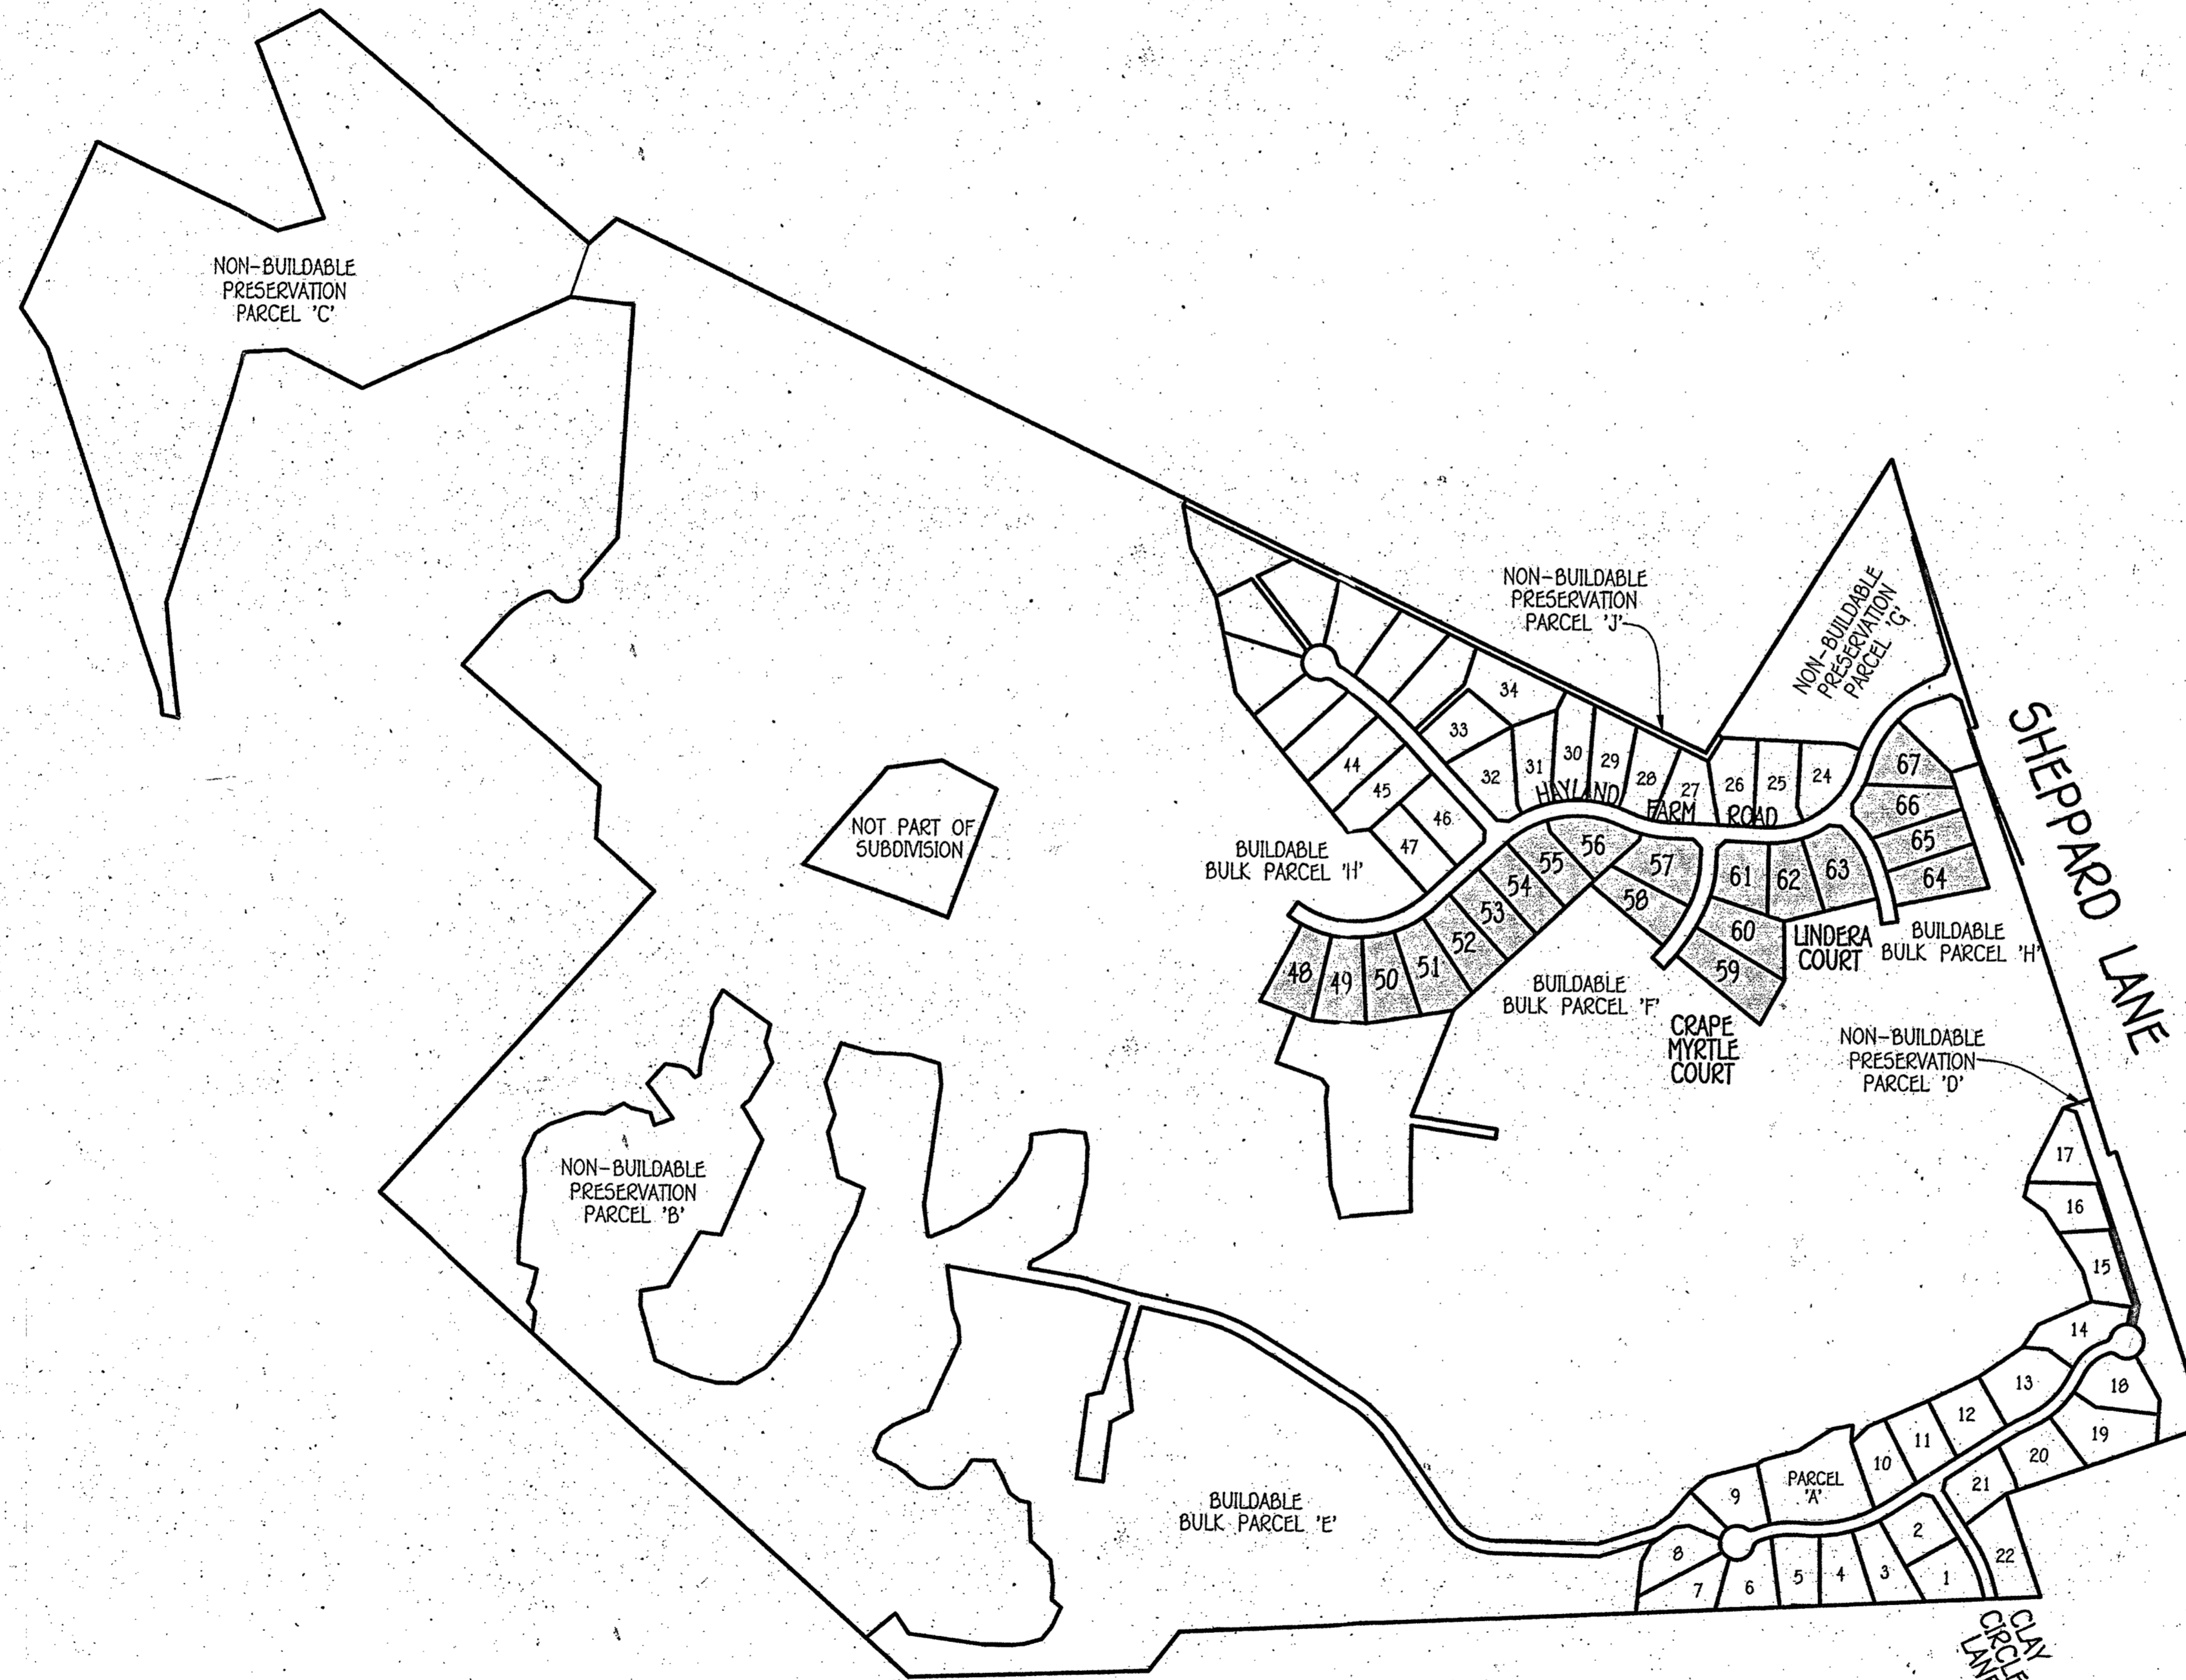 NON-BUILDABLE
PRESERVATION
PARCEL 'C'
NON-BUILDABLE
PRESERVATION
PARCEL 'J'
NON-BUILDABLE
PRESERVATION
PARCEL 'G'
SHEPPARD LANE
34
33
32
31
30
29
28
27
26
25
24
44
45
46
47
HAYLAND FARM ROAD
67
66
65
64
63
62
61
60
59
58
57
56
55
54
53
52
51
50
49
48
NOT PART OF
SUBDIVISION
BUILDABLE
BULK PARCEL 'H'
LINDERA
COURT
BUILDABLE
BULK PARCEL 'H'
BUILDABLE
BULK PARCEL 'F'
CRAPE
MYRTLE
COURT
NON-BUILDABLE
PRESERVATION
PARCEL 'D'
NON-BUILDABLE
PRESERVATION
PARCEL 'B'
17
16
15
14
13
12
11
10
PARCEL
'A'
9
8
7
6
5
4
3
2
1
18
19
20
21
22
BUILDABLE
BULK PARCEL 'E'
CLAY
CIRCLE
LANE